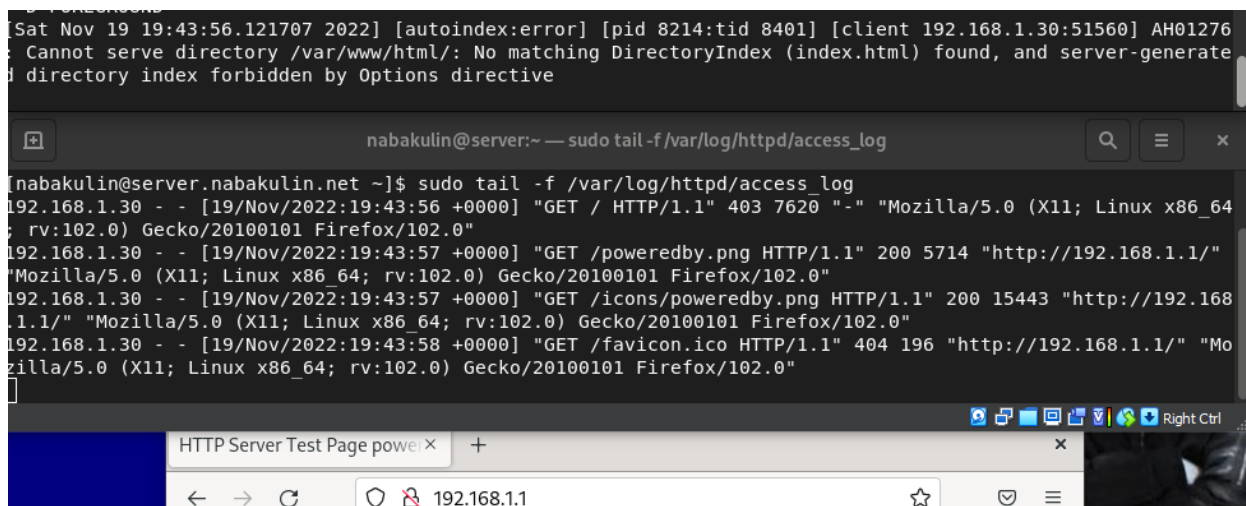 [Sat Nov 19 19:43:56.121707 2022] [autoindex:error] [pid 8214:tid 8401] [client 192.168.1.30:51560] AH01276
: Cannot serve directory /var/www/html/: No matching DirectoryIndex (index.html) found, and server-generate
d directory index forbidden by Options directive
nabakulin@server:~ — sudo tail -f /var/log/httpd/access_log
[nabakulin@server.nabakulin.net ~]$ sudo tail -f /var/log/httpd/access_log
192.168.1.30 - - [19/Nov/2022:19:43:56 +0000] "GET / HTTP/1.1" 403 7620 "-" "Mozilla/5.0 (X11; Linux x86_64
; rv:102.0) Gecko/20100101 Firefox/102.0"
192.168.1.30 - - [19/Nov/2022:19:43:57 +0000] "GET /poweredby.png HTTP/1.1" 200 5714 "http://192.168.1.1/"
"Mozilla/5.0 (X11; Linux x86_64; rv:102.0) Gecko/20100101 Firefox/102.0"
192.168.1.30 - - [19/Nov/2022:19:43:57 +0000] "GET /icons/poweredby.png HTTP/1.1" 200 15443 "http://192.168
.1.1/" "Mozilla/5.0 (X11; Linux x86_64; rv:102.0) Gecko/20100101 Firefox/102.0"
192.168.1.30 - - [19/Nov/2022:19:43:58 +0000] "GET /favicon.ico HTTP/1.1" 404 196 "http://192.168.1.1/" "Mo
zilla/5.0 (X11; Linux x86_64; rv:102.0) Gecko/20100101 Firefox/102.0"
Right Ctrl
HTTP Server Test Page power
192.168.1.1